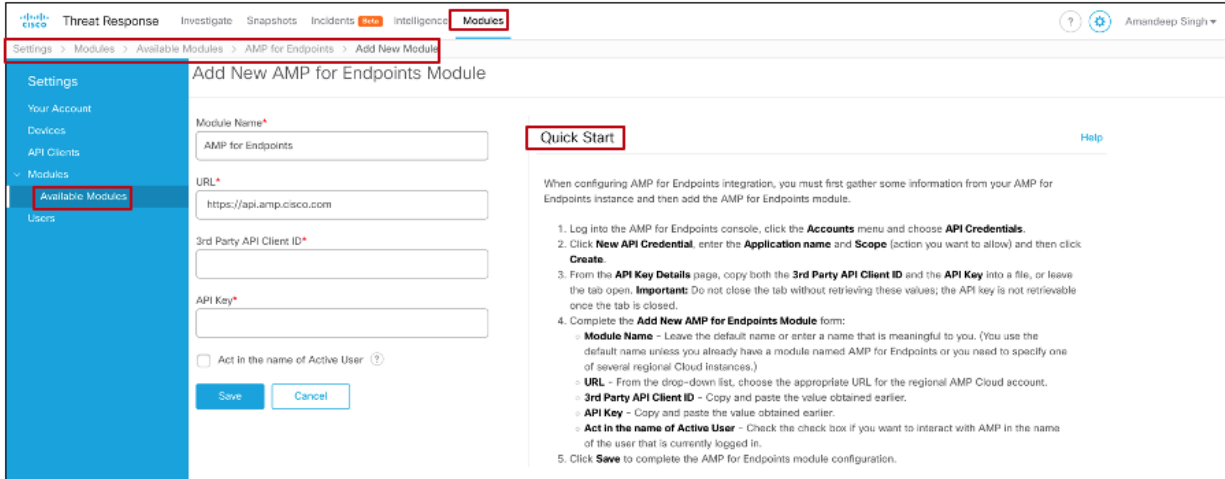 cisco Threat Response Investigate Snapshots Incidents Beta Intelligence Modules ? Amandeep Singh
Settings > Modules > Available Modules > AMP for Endpoints > Add New Module
Settings
Your Account
Devices
API Clients
Modules
Available Modules
Users
Add New AMP for Endpoints Module
Module Name*
AMP for Endpoints
URL*
https://api.amp.cisco.com
3rd Party API Client ID*
API Key*
Act in the name of Active User ?
Save Cancel
Quick Start Help
When configuring AMP for Endpoints integration, you must first gather some information from your AMP for
Endpoints instance and then add the AMP for Endpoints module.
1. Log into the AMP for Endpoints console, click the Accounts menu and choose API Credentials.
2. Click New API Credential, enter the Application name and Scope (action you want to allow) and then click
Create.
3. From the API Key Details page, copy both the 3rd Party API Client ID and the API Key into a file, or leave
the tab open. Important: Do not close the tab without retrieving these values; the API key is not retrievable
once the tab is closed.
4. Complete the Add New AMP for Endpoints Module form:
◦ Module Name - Leave the default name or enter a name that is meaningful to you. (You use the
default name unless you already have a module named AMP for Endpoints or you need to specify one
of several regional Cloud instances.)
◦ URL - From the drop-down list, choose the appropriate URL for the regional AMP Cloud account.
◦ 3rd Party API Client ID - Copy and paste the value obtained earlier.
◦ API Key - Copy and paste the value obtained earlier.
◦ Act in the name of Active User - Check the check box if you want to interact with AMP in the name
of the user that is currently logged in.
5. Click Save to complete the AMP for Endpoints module configuration.